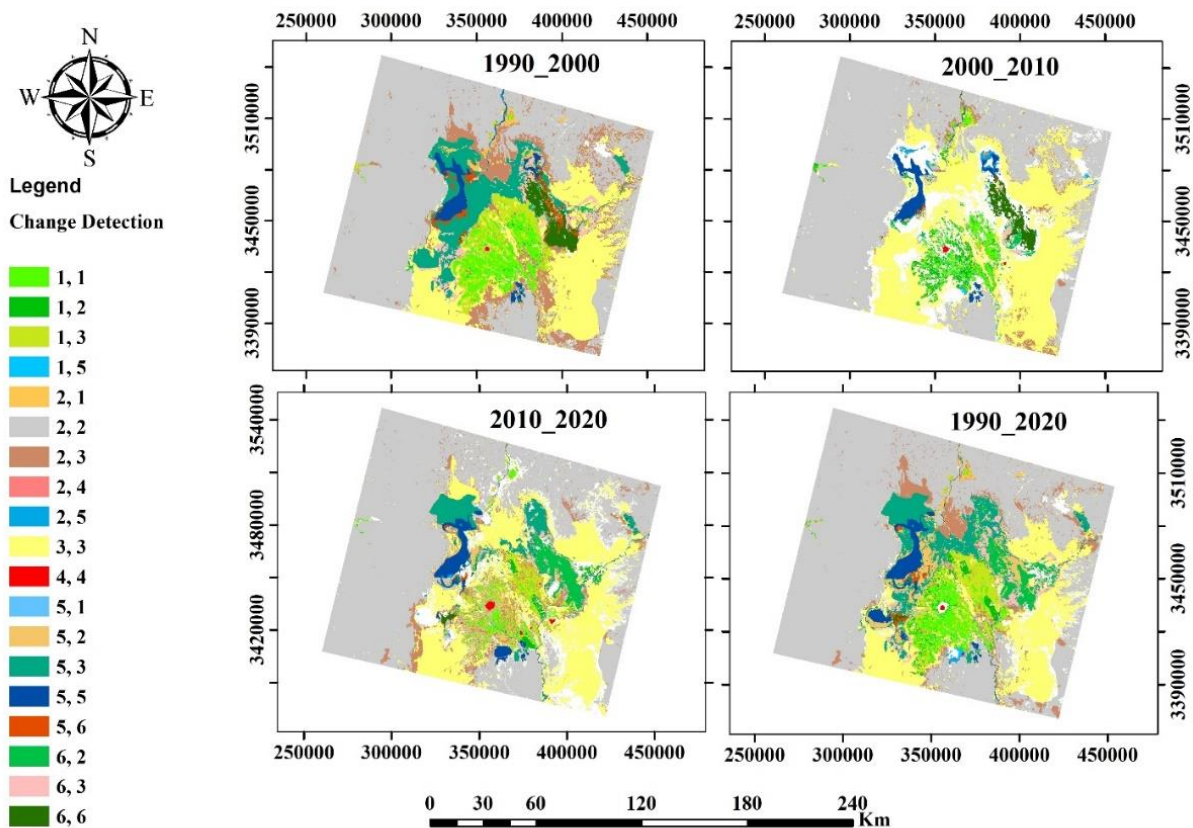 N
W
E
S
Legend
Change Detection
1, 1
1, 2
1, 3
1, 5
2, 1
2, 2
2, 3
2, 4
2, 5
3, 3
4, 4
5, 1
5, 2
5, 3
5, 5
5, 6
6, 2
6, 3
6, 6
250000 350000 400000 450000
1990_2000
3510000
3450000
3390000
250000 350000 400000 450000
2000_2010
3510000
3450000
3390000
2010_2020
3540000
3480000
3420000
250000 300000 350000 400000 450000
1990_2020
3510000
3450000
3390000
250000 300000 350000 400000 450000
0 30 60 120 180 240
Km